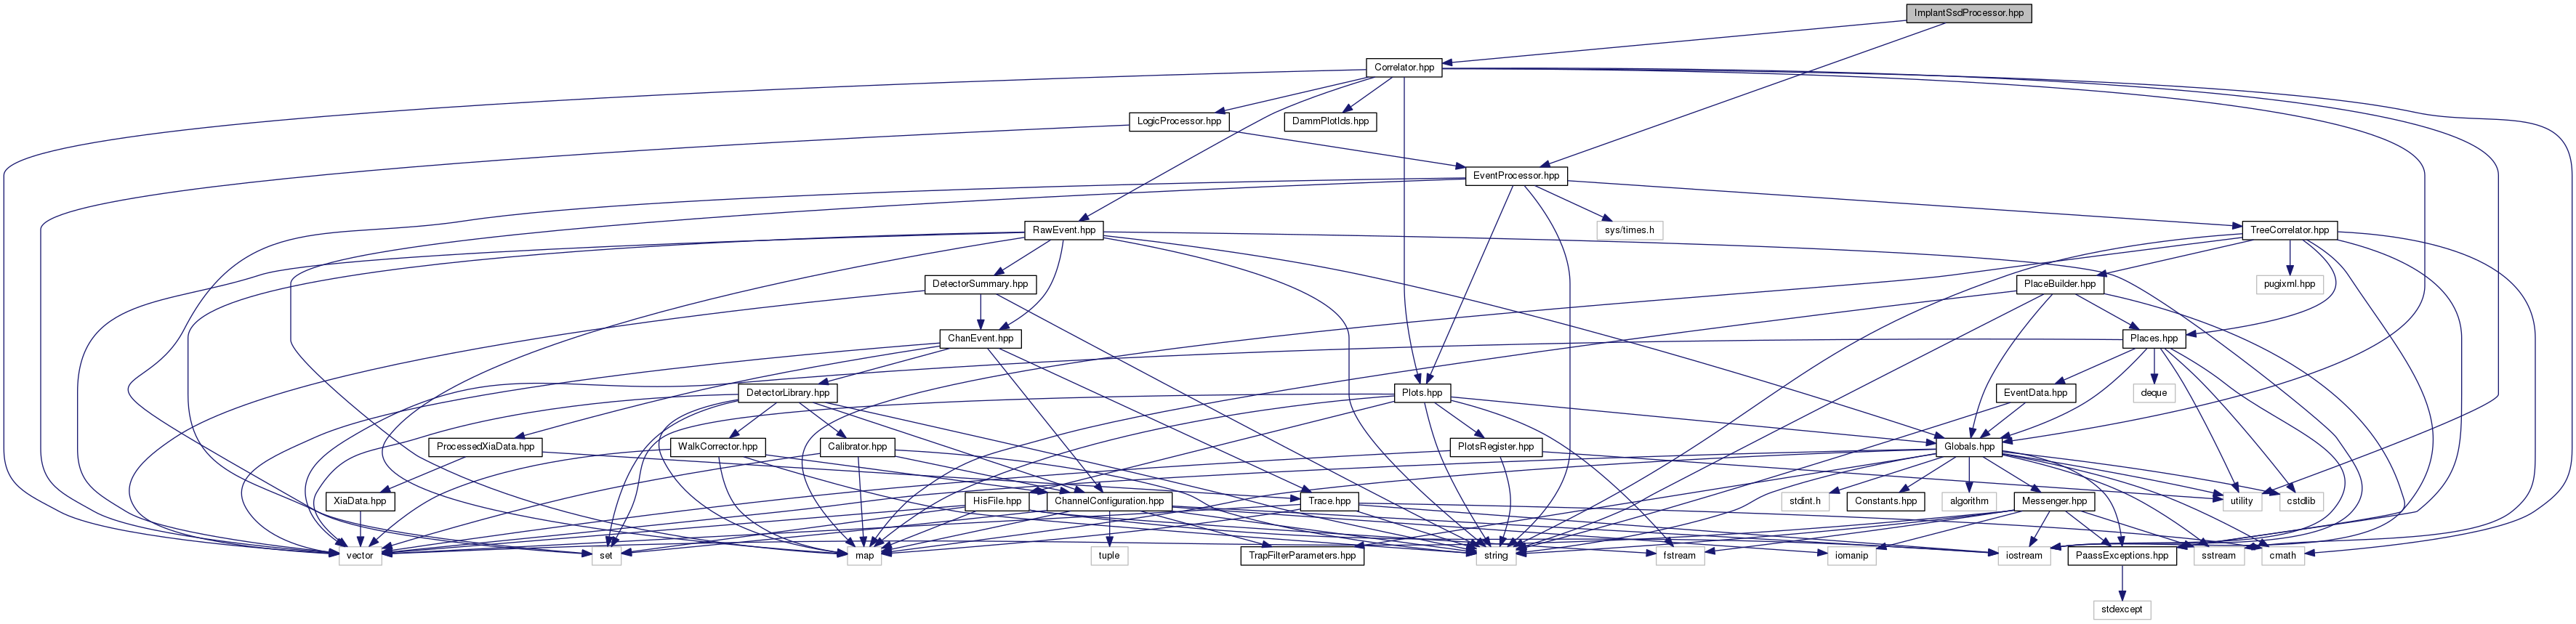 ImplantSsdProcessor.hpp
Correlator.hpp
LogicProcessor.hpp
DammPlotIds.hpp
EventProcessor.hpp
RawEvent.hpp
sys/times.h
TreeCorrelator.hpp
DetectorSummary.hpp
PlaceBuilder.hpp
pugixml.hpp
ChanEvent.hpp
Places.hpp
DetectorLibrary.hpp
Plots.hpp
EventData.hpp
deque
ProcessedXiaData.hpp
WalkCorrector.hpp
Calibrator.hpp
PlotsRegister.hpp
Globals.hpp
XiaData.hpp
HisFile.hpp
ChannelConfiguration.hpp
Trace.hpp
stdint.h
Constants.hpp
algorithm
Messenger.hpp
utility
cstdlib
vector
set
map
tuple
TrapFilterParameters.hpp
string
fstream
iomanip
iostream
PaassExceptions.hpp
sstream
cmath
stdexcept